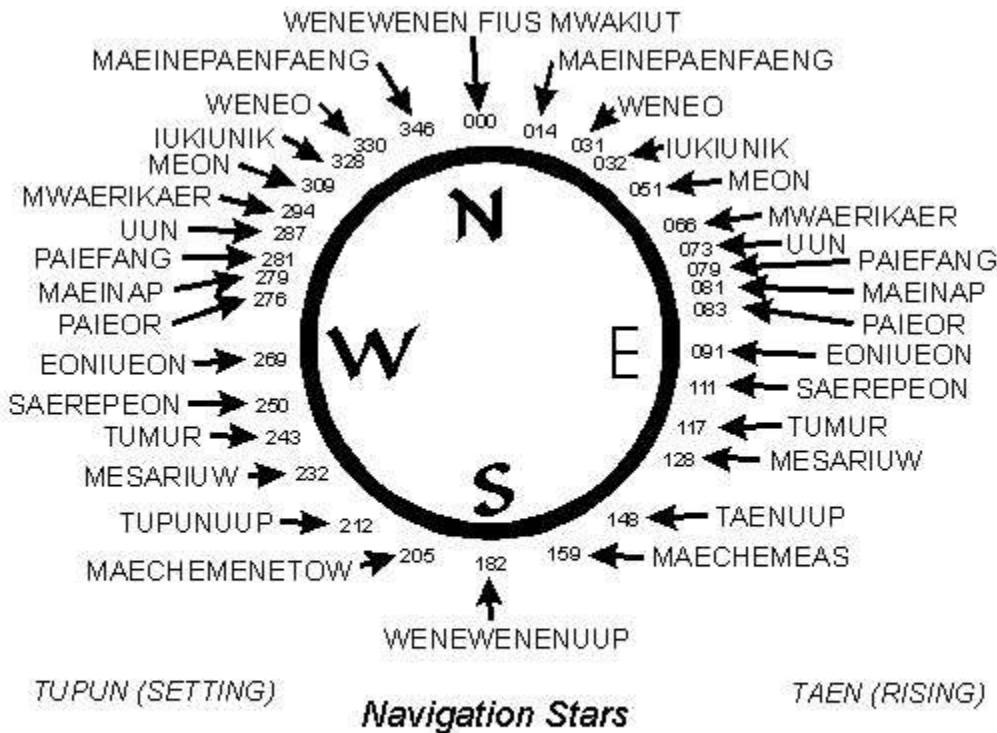 WENEWENEN FIUS MWAKIUT
MAEINEPAENFAENG
MAEINEPAENFAENG
WENEO
346
000
014
WENEO
IUKIUNIK
330
031
IUKIUNIK
328
032
MEON
309
051
MEON
MWAERIKAER
294
066
MWAERIKAER
UUN
287
073
UUN
PAIEFANG
281
079
PAIEFANG
MAEINAP
279
081
MAEINAP
PAIEOR
276
083
PAIEOR
N
W
E
S
EONIUEON
269
091
EONIUEON
SAEREPEON
250
111
SAEREPEON
TUMUR
243
117
TUMUR
MESARIUW
232
128
MESARIUW
TUPUNUUP
212
148
TAENUUP
MAECHEMENETOW
205
182
159
MAECHEMEAS
WENEWENENUUP
TUPUN (SETTING)
TAEN (RISING)
Navigation Stars